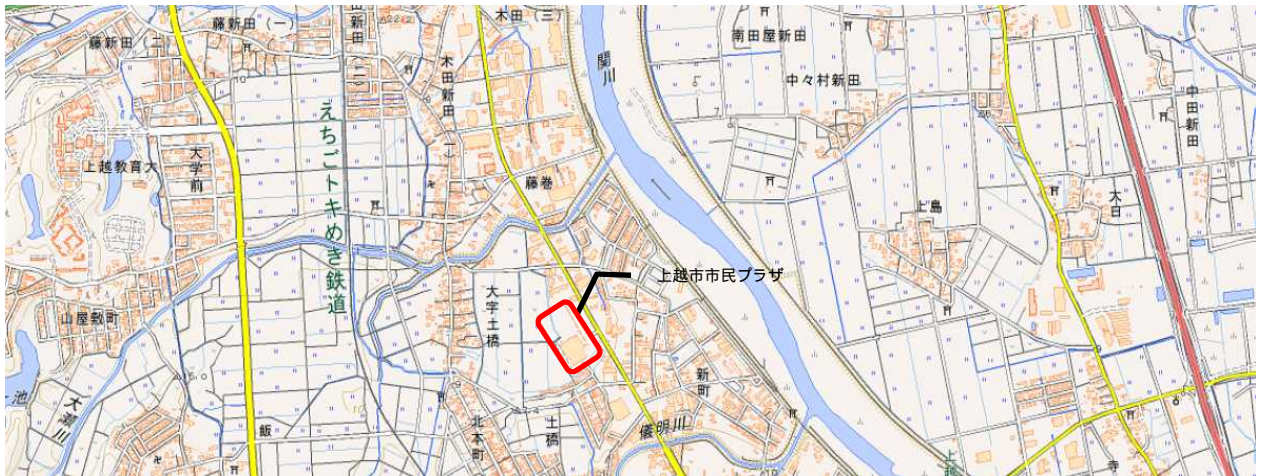 木田(三)
藤新田(一)
藤新田(二)
木田新田(一)
関川
南田屋新田
中々村新田
中田新田
上越教育大
大学前
えちごトキめき鉄道
藤巻
上島
大日
上越市市民プラザ
山屋敷町
大字土橋
新町
儀明川
大瀬川
池
飯
北本町
土橋
寺